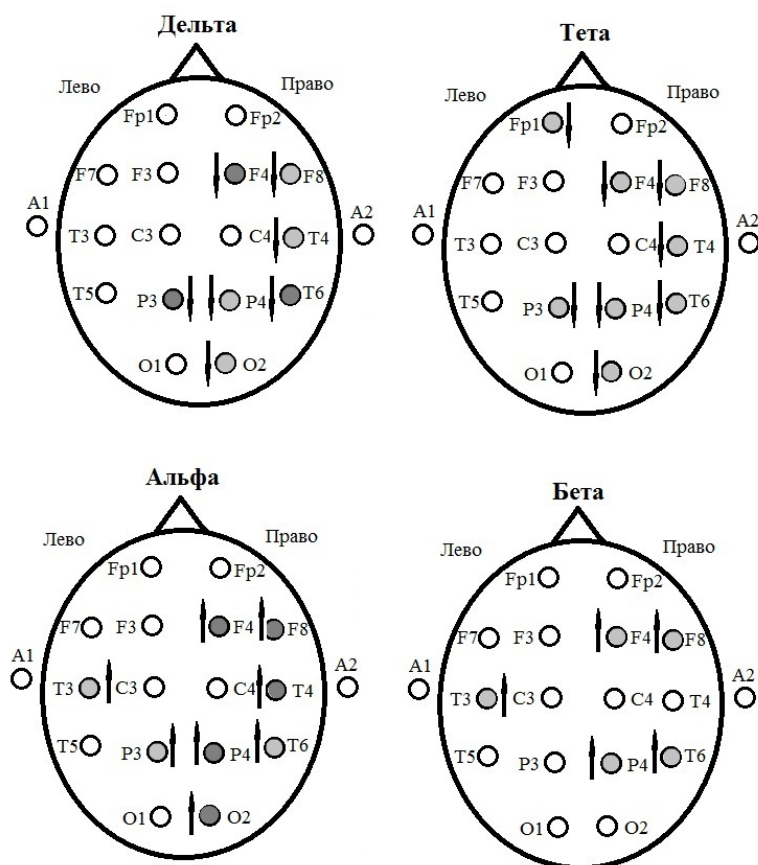 Дельта
Лево Право
Fp1 Fp2
F7 F3 F4 F8
A1 A2
T3 C3 C4 T4
T5 P3 P4 T6
O1 O2
Тета
Лево Право
Fp1 Fp2
F7 F3 F4 F8
A1 A2
T3 C3 C4 T4
T5 P3 P4 T6
O1 O2
Альфа
Лево Право
Fp1 Fp2
F7 F3 F4 F8
A1 A2
T3 C3 C4 T4
T5 P3 P4 T6
O1 O2
Бета
Лево Право
Fp1 Fp2
F7 F3 F4 F8
A1 A2
T3 C3 C4 T4
T5 P3 P4 T6
O1 O2